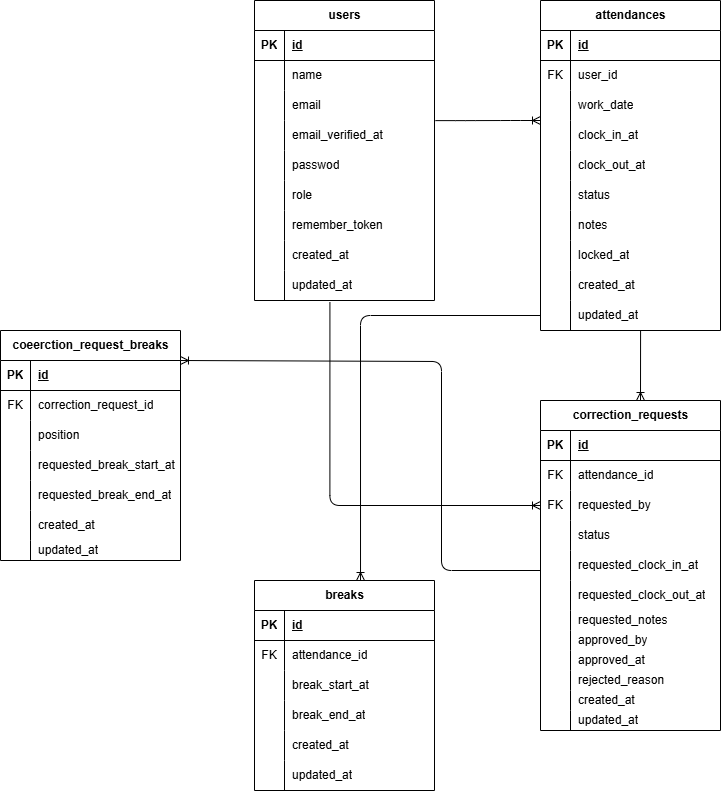 users
PK id
name
email
email_verified_at
passwod
role
remember_token
created_at
updated_at
attendances
PK id
FK user_id
work_date
clock_in_at
clock_out_at
status
notes
locked_at
created_at
updated_at
coeerction_request_breaks
PK id
FK correction_request_id
position
requested_break_start_at
requested_break_end_at
created_at
updated_at
correction_requests
PK id
FK attendance_id
FK requested_by
status
requested_clock_in_at
requested_clock_out_at
requested_notes
approved_by
approved_at
rejected_reason
created_at
updated_at
breaks
PK id
FK attendance_id
break_start_at
break_end_at
created_at
updated_at